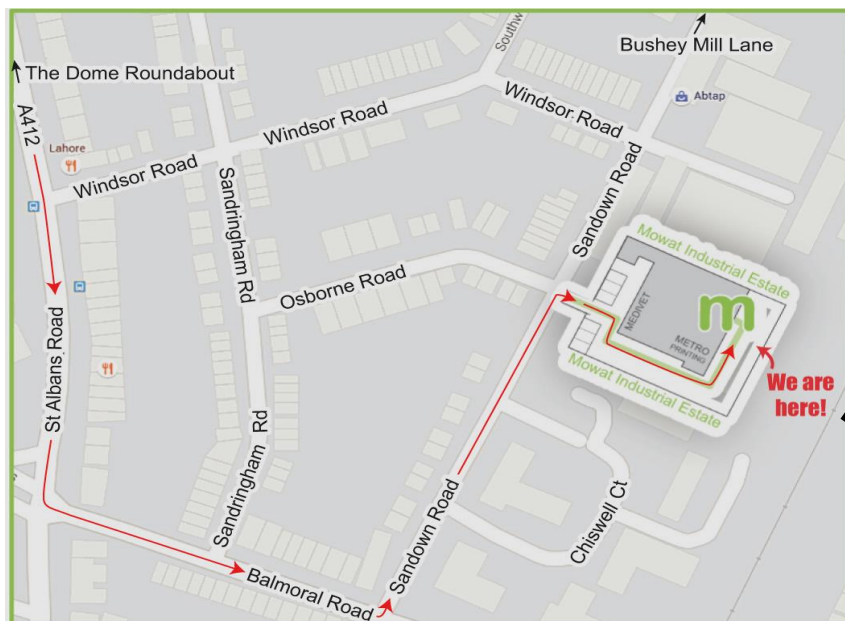 Bushey Mill Lane
Southw
The Dome Roundabout
A412
Abtap
Windsor Road
Windsor Road
Lahore
Windsor Road
Sandringham Rd
Sandown Road
Mowat Industrial Estate
Osborne Road
MEDIVET
m
METRO
PRINTING
St Albans Road
Mowat Industrial Estate
We are
here!
Sandringham Rd
Sandown Road
Chiswell Ct
Balmoral Road